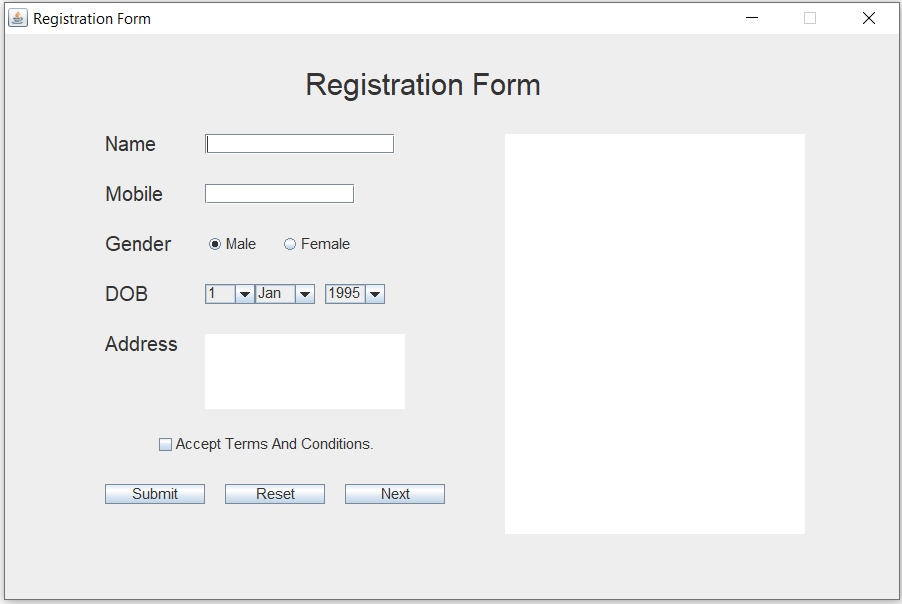 Registration Form
Registration Form
Name
Mobile
Gender Male Female
DOB 1 Jan 1995
Address
Accept Terms And Conditions.
Submit Reset Next